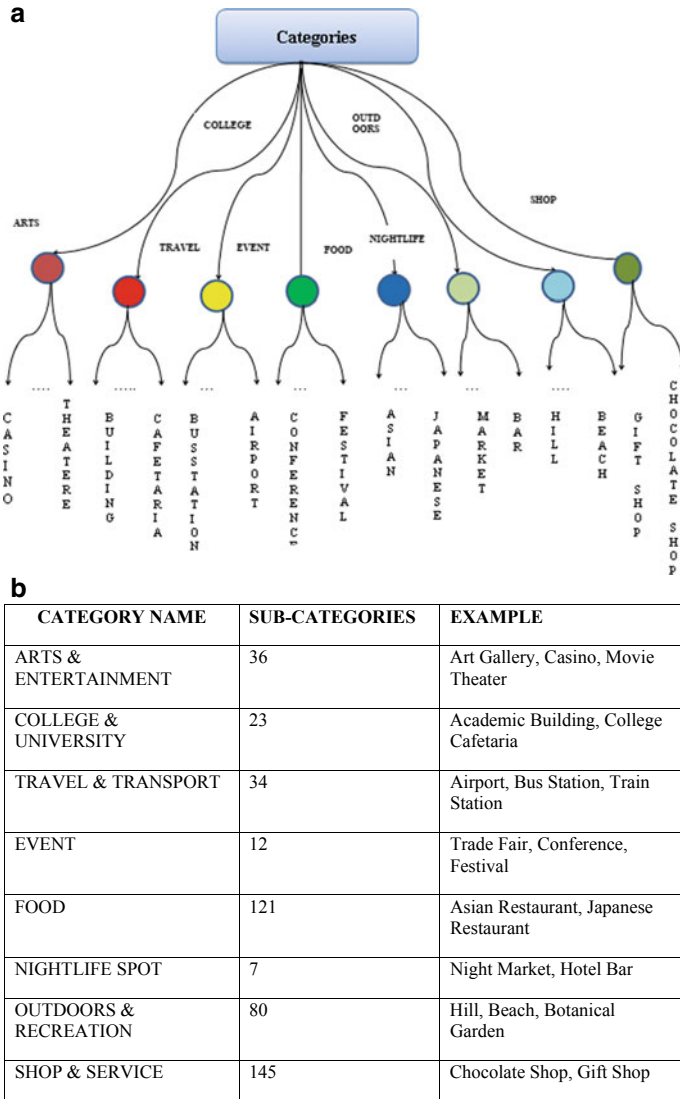 a
Categories
COLLEGE
OUTD
OORS
SHOP
ARTS
TRAVEL
EVENT
FOOD
NIGHTLIFE
....
.....
...
...
...
...
....
CASINO
THEATERE
BUILDING
CAFETARIA
BUSSTATION
AIRPORT
CONFERENC
FESTIVAL
ASIAN
JAPANESE
MARKET
BAR
HILL
BEACH
GIFT SHOP
CHOCOLATE SHOP
b
CATEGORY NAME SUB-CATEGORIES EXAMPLE
ARTS & 36 Art Gallery, Casino, Movie
ENTERTAINMENT Theater
COLLEGE & 23 Academic Building, College
UNIVERSITY Cafetaria
TRAVEL & TRANSPORT 34 Airport, Bus Station, Train
Station
EVENT 12 Trade Fair, Conference,
Festival
FOOD 121 Asian Restaurant, Japanese
Restaurant
NIGHTLIFE SPOT 7 Night Market, Hotel Bar
OUTDOORS & 80 Hill, Beach, Botanical
RECREATION Garden
SHOP & SERVICE 145 Chocolate Shop, Gift Shop